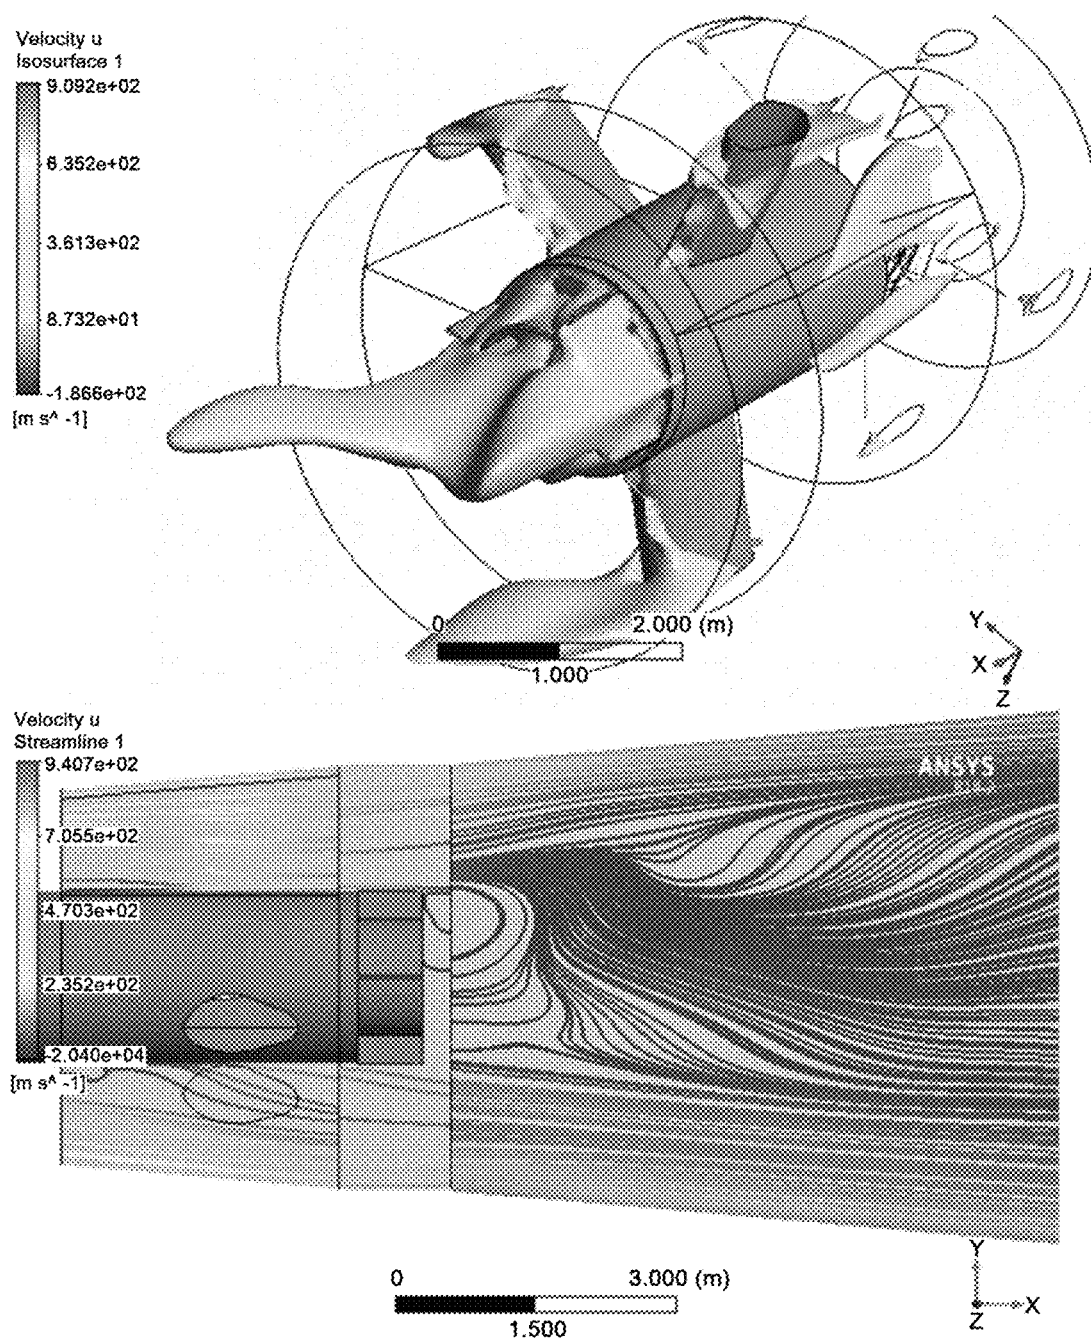 Velocity u
Isosurface 1
9.092e+02
6.352e+02
3.613e+02
8.732e+01
-1.866e+02
[m s^ -1]
0 2.000 (m)
1.000
Y
X
Z
Velocity u
Streamline 1
9.407e+02
7.055e+02
4.703e+02
2.352e+02
-2.040e+04
[m s^ -1]
ANSYS
0 3.000 (m)
1.500
Y
X
Z